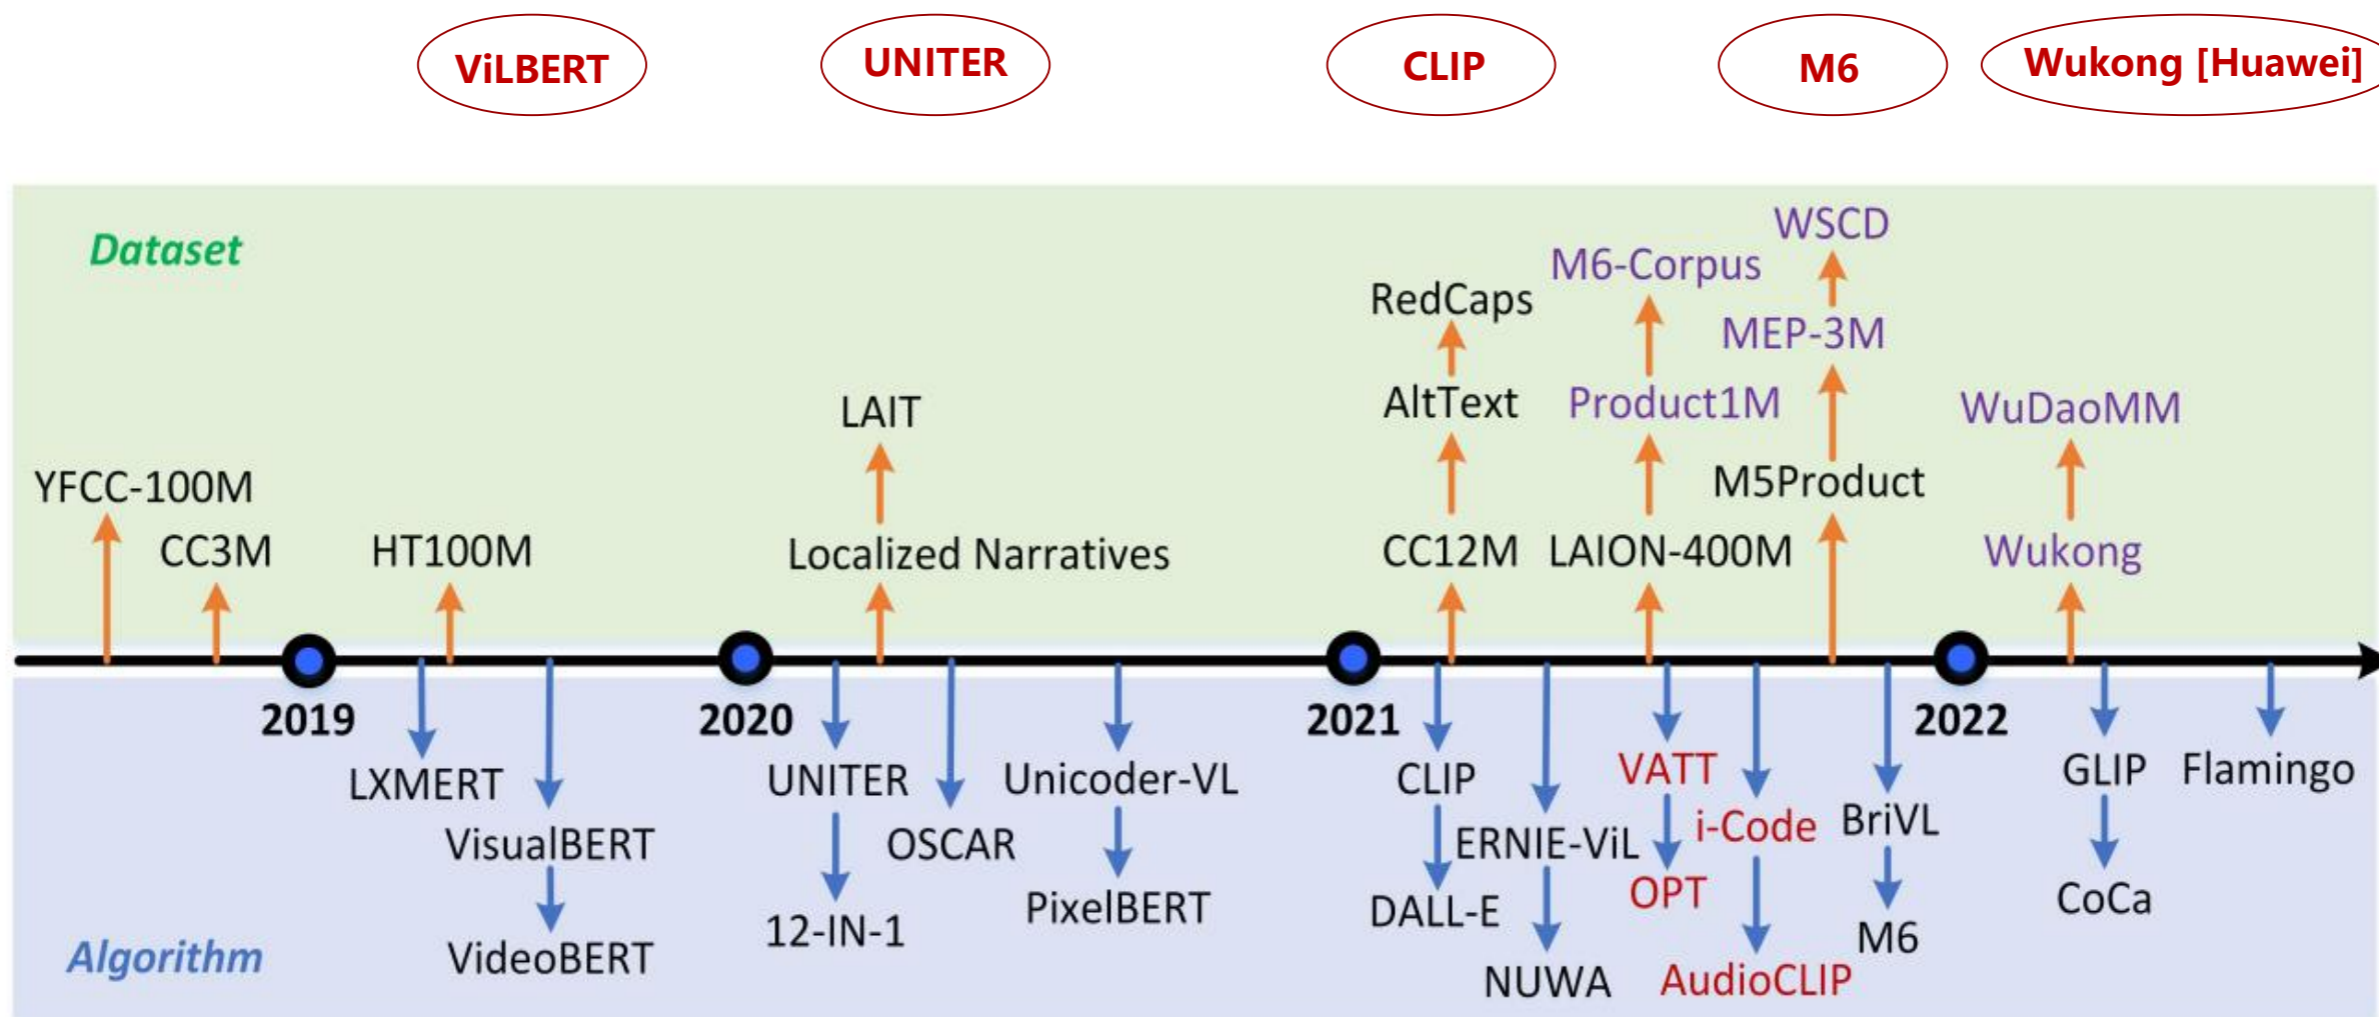 ViLBERT
UNITER
CLIP
M6
Wukong [Huawei]
Dataset
WSCD
M6-Corpus
RedCaps
MEP-3M
LAIT
AltText
Product1M
WuDaoMM
YFCC-100M
M5Product
CC3M
HT100M
Localized Narratives
CC12M
LAION-400M
Wukong
2019
2020
2021
2022
LXMERT
UNITER
Unicoder-VL
CLIP
VATT
GLIP
Flamingo
VisualBERT
OSCAR
ERNIE-ViL
i-Code
BriVL
12-IN-1
PixelBERT
DALL-E
OPT
CoCa
Algorithm
VideoBERT
NUWA
AudioCLIP
M6